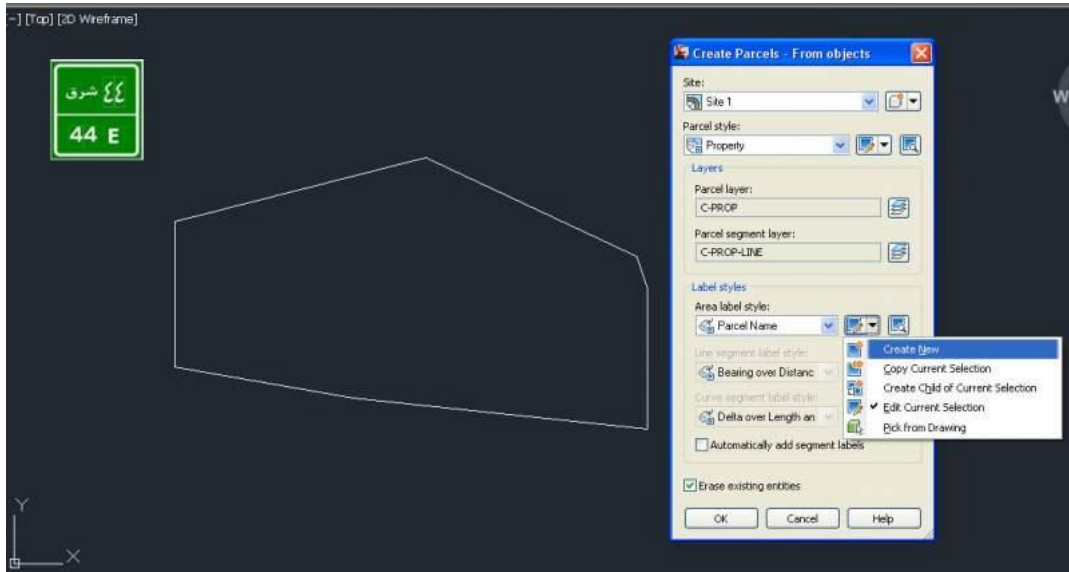 [-] [Top] [2D Wireframe]
٤٤ شرق
44 E
Create Parcels - From objects
Site:
Site 1
Parcel style:
Property
Layers
Parcel layer:
C-PROP
Parcel segment layer:
C-PROP-LINE
Label styles
Area label style:
Parcel Name
Line segment label style:
Bearing over Distanc
Curve segment label style:
Delta over Length an
Automatically add segment labels
Erase existing entities
OK Cancel Help
Create New
Copy Current Selection
Create Child of Current Selection
Edit Current Selection
Pick from Drawing
W
Y
X